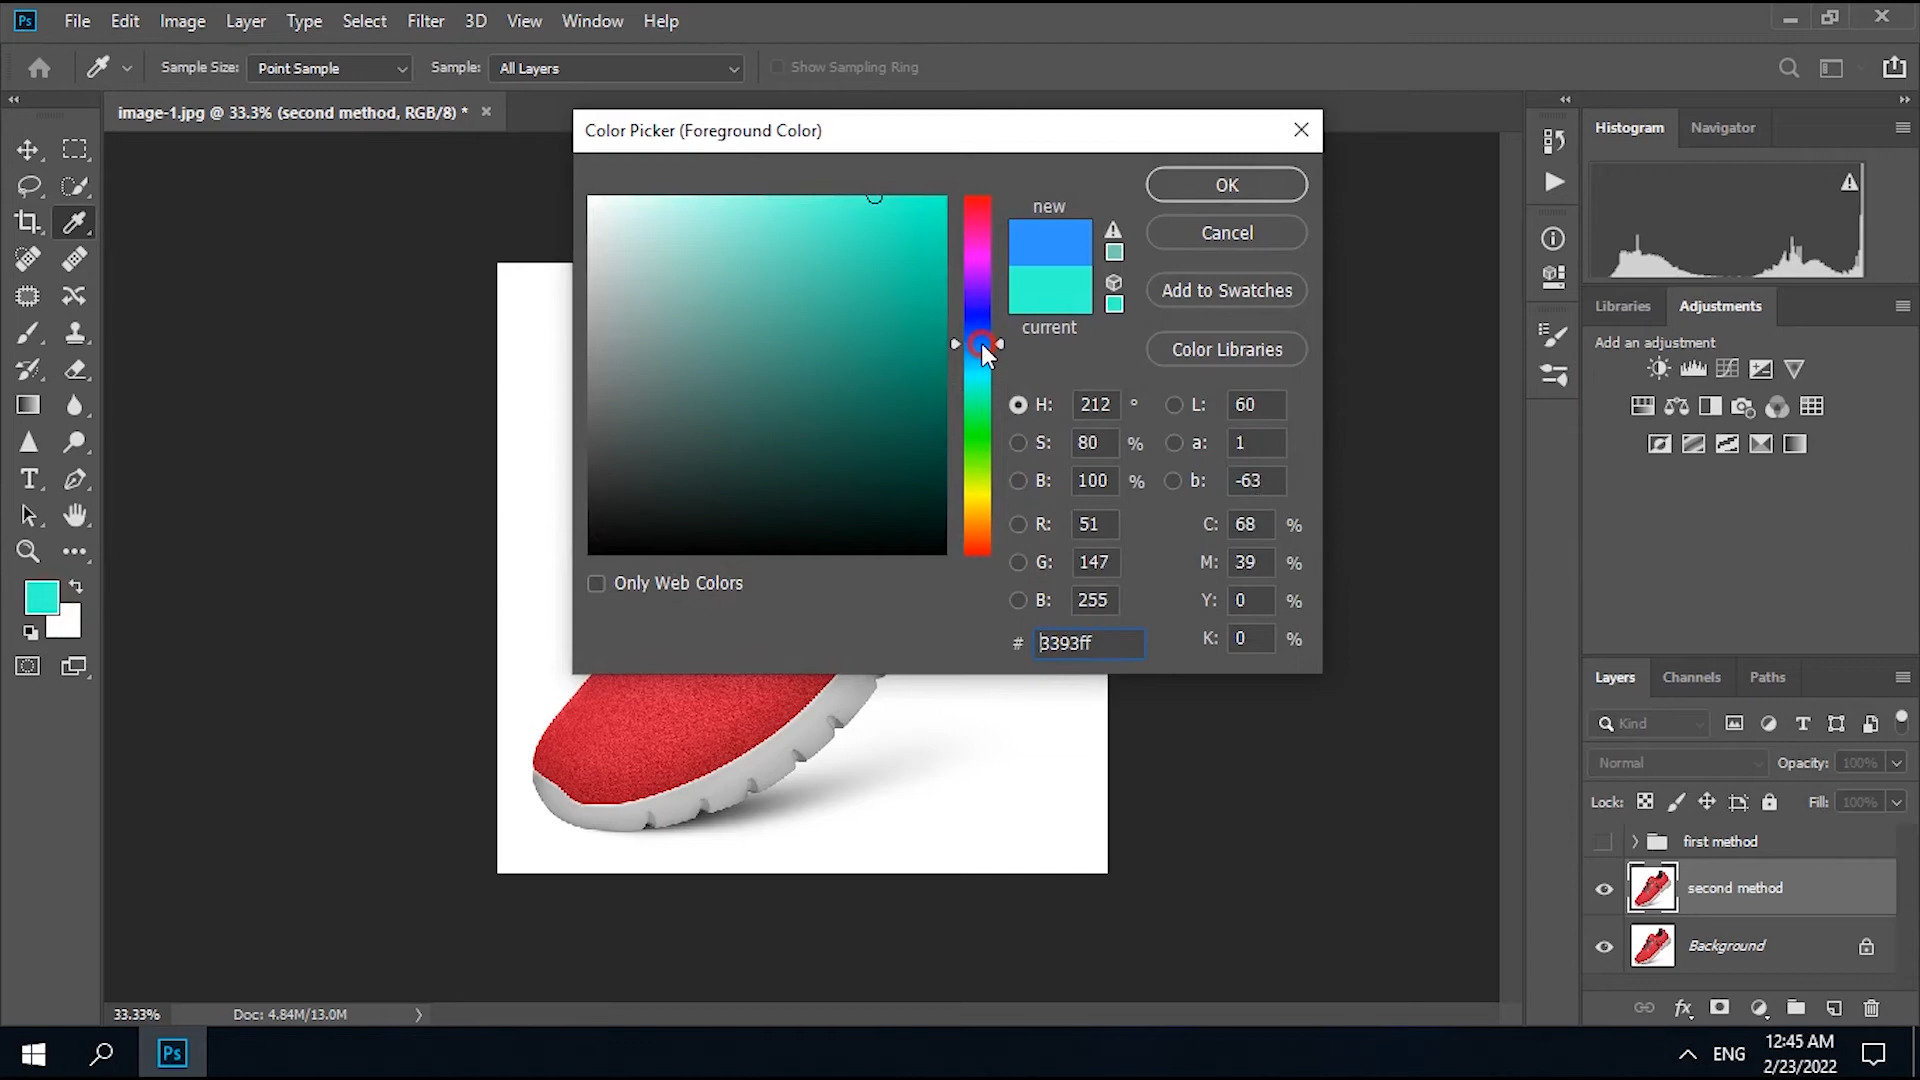 Ps File Edit Image Layer Type Select Filter 3D View Window Help
Sample Size: Point Sample Sample: All Layers Show Sampling Ring
image-1.jpg @ 33.3% (second method, RGB/8) *
Color Picker (Foreground Color)
new
current
OK
Cancel
Add to Swatches
Color Libraries
H: 212 ° L: 60
S: 80 % a: 1
B: 100 % b: -63
R: 51 C: 68 %
G: 147 M: 39 %
B: 255 Y: 0 %
# 3393ff K: 0 %
Only Web Colors
Histogram Navigator
Libraries Adjustments
Add an adjustment
Layers Channels Paths
Kind
Normal Opacity: 100%
Lock: Fill: 100%
first method
second method
Background
fx
33.33% Doc: 4.84M/13.0M
Ps
ENG
12:45 AM
2/23/2022